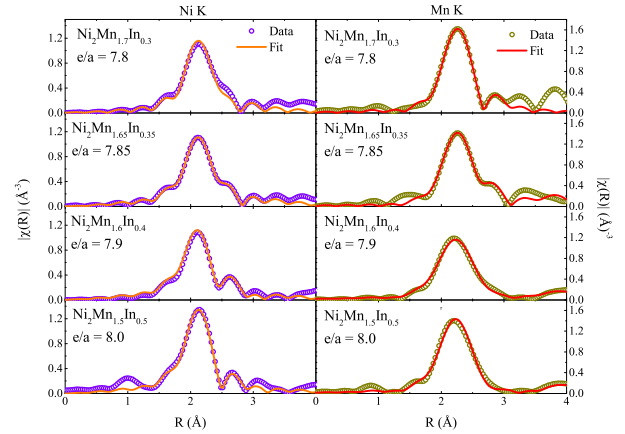 Ni K
Mn K
Ni₂Mn₁.₇In₀.₃
e/a = 7.8
Data
Fit
Ni₂Mn₁.₇In₀.₃
e/a = 7.8
Data
Fit
1.2
0.8
0.4
0.0
1.6
1.2
0.8
0.4
0.0
Ni₂Mn₁.₆₅In₀.₃₅
e/a = 7.85
Ni₂Mn₁.₆₅In₀.₃₅
e/a = 7.85
1.2
0.8
0.4
0.0
1.6
1.2
0.8
0.4
0.0
|χ(R)| (Å⁻³)
|χ(R)| (Å)⁻³
Ni₂Mn₁.₆In₀.₄
e/a = 7.9
Ni₂Mn₁.₆In₀.₄
e/a = 7.9
1.2
0.8
0.4
0.0
1.6
1.2
0.8
0.4
0.0
Ni₂Mn₁.₅In₀.₅
e/a = 8.0
Ni₂Mn₁.₅In₀.₅
e/a = 8.0
1.2
0.8
0.4
0.0
1.6
1.2
0.8
0.4
0.0
0 1 2 3 0 1 2 3 4
R (Å) R (Å)